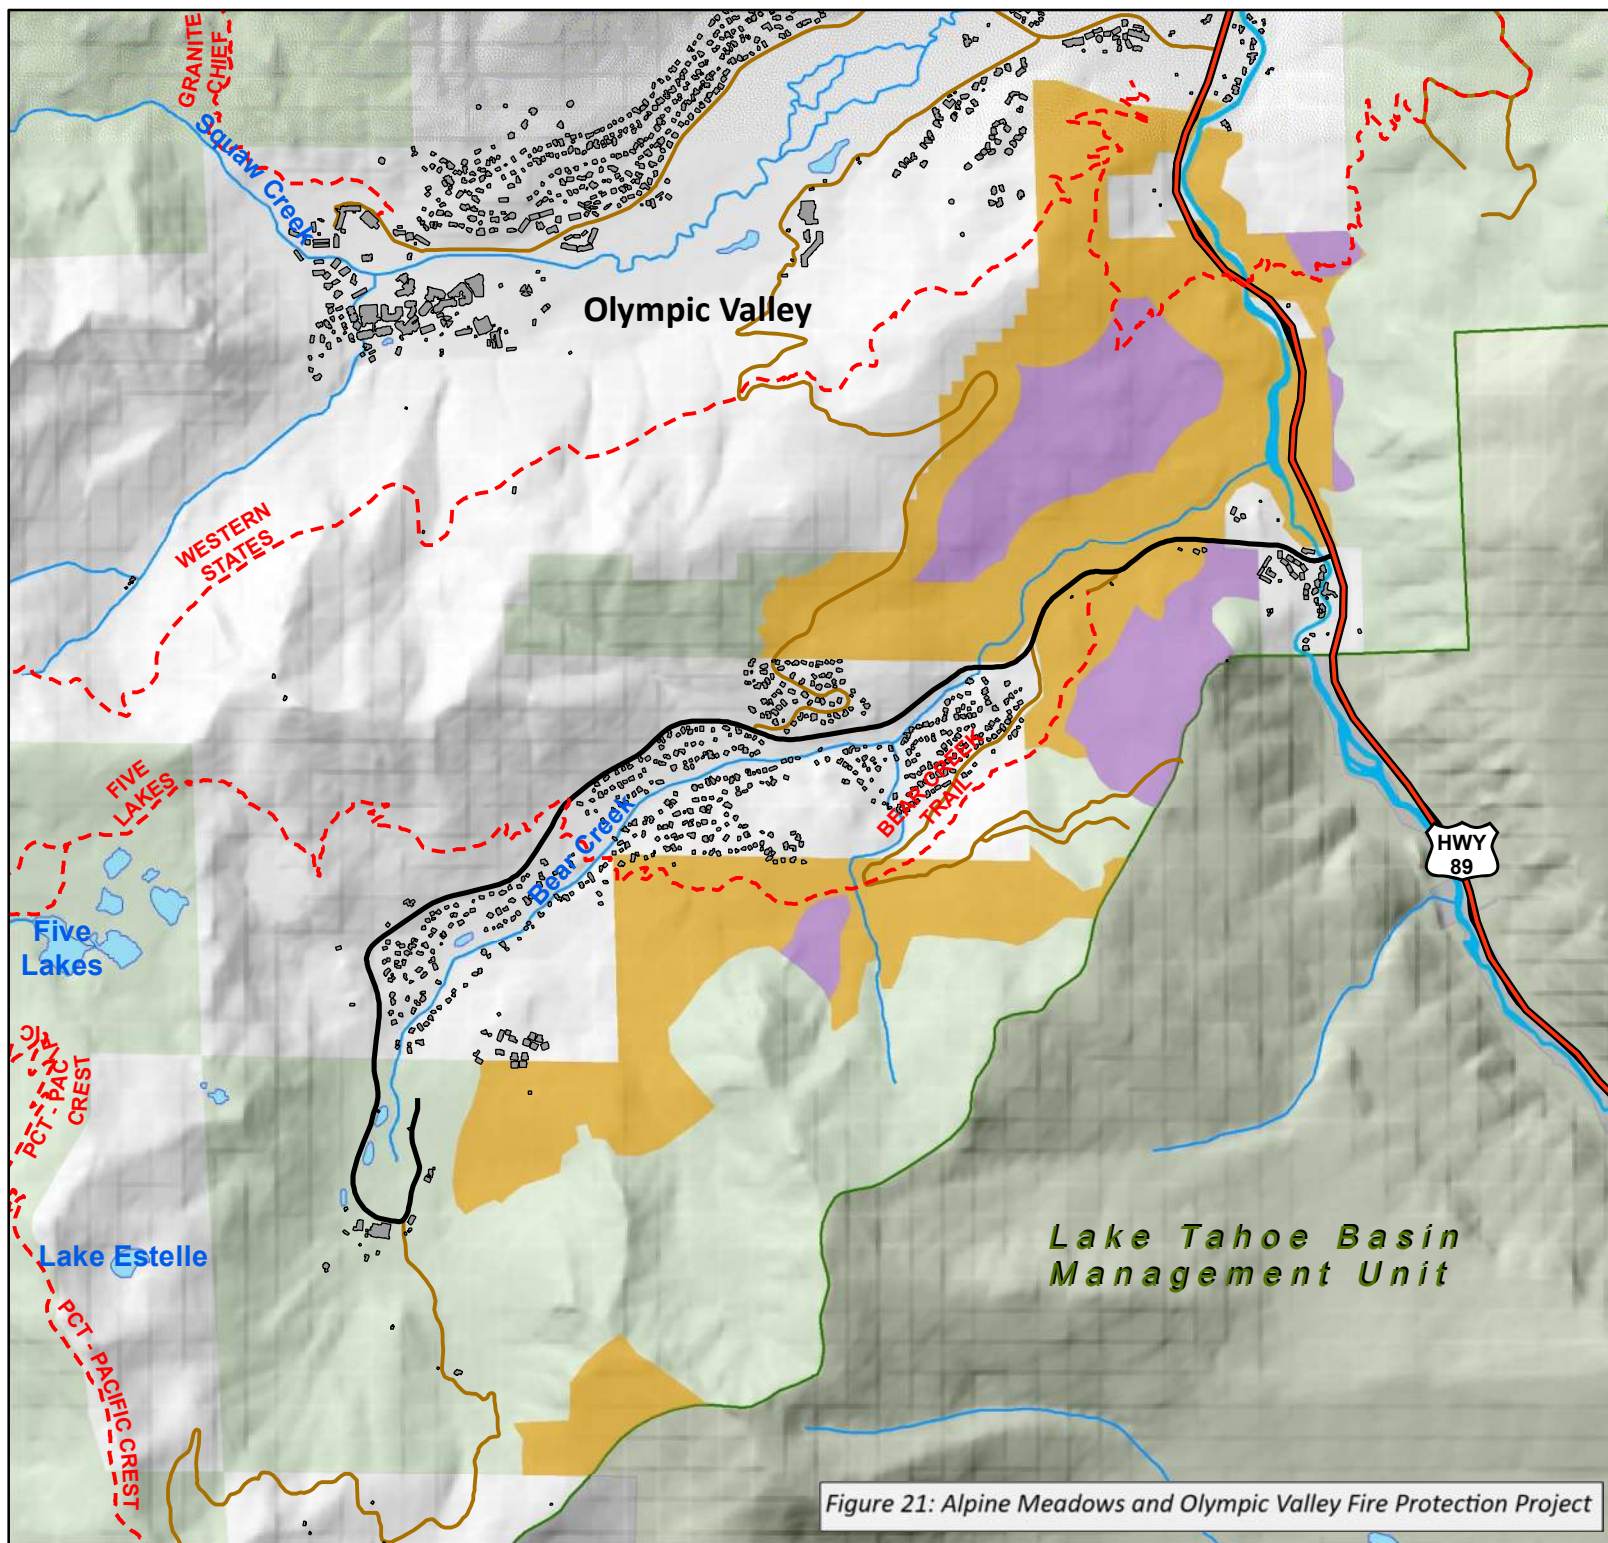 GRANITE
CHIEF
Squaw Creek
Olympic Valley
WESTERN
STATES
FIVE
LAKES
BEAR CREEK
TRAIL
Bear Creek
HWY
89
Five
Lakes
PCT - PAC
CREST
Lake Estelle
Lake Tahoe Basin
Management Unit
PCT - PACIFIC CREST
Figure 21: Alpine Meadows and Olympic Valley Fire Protection Project